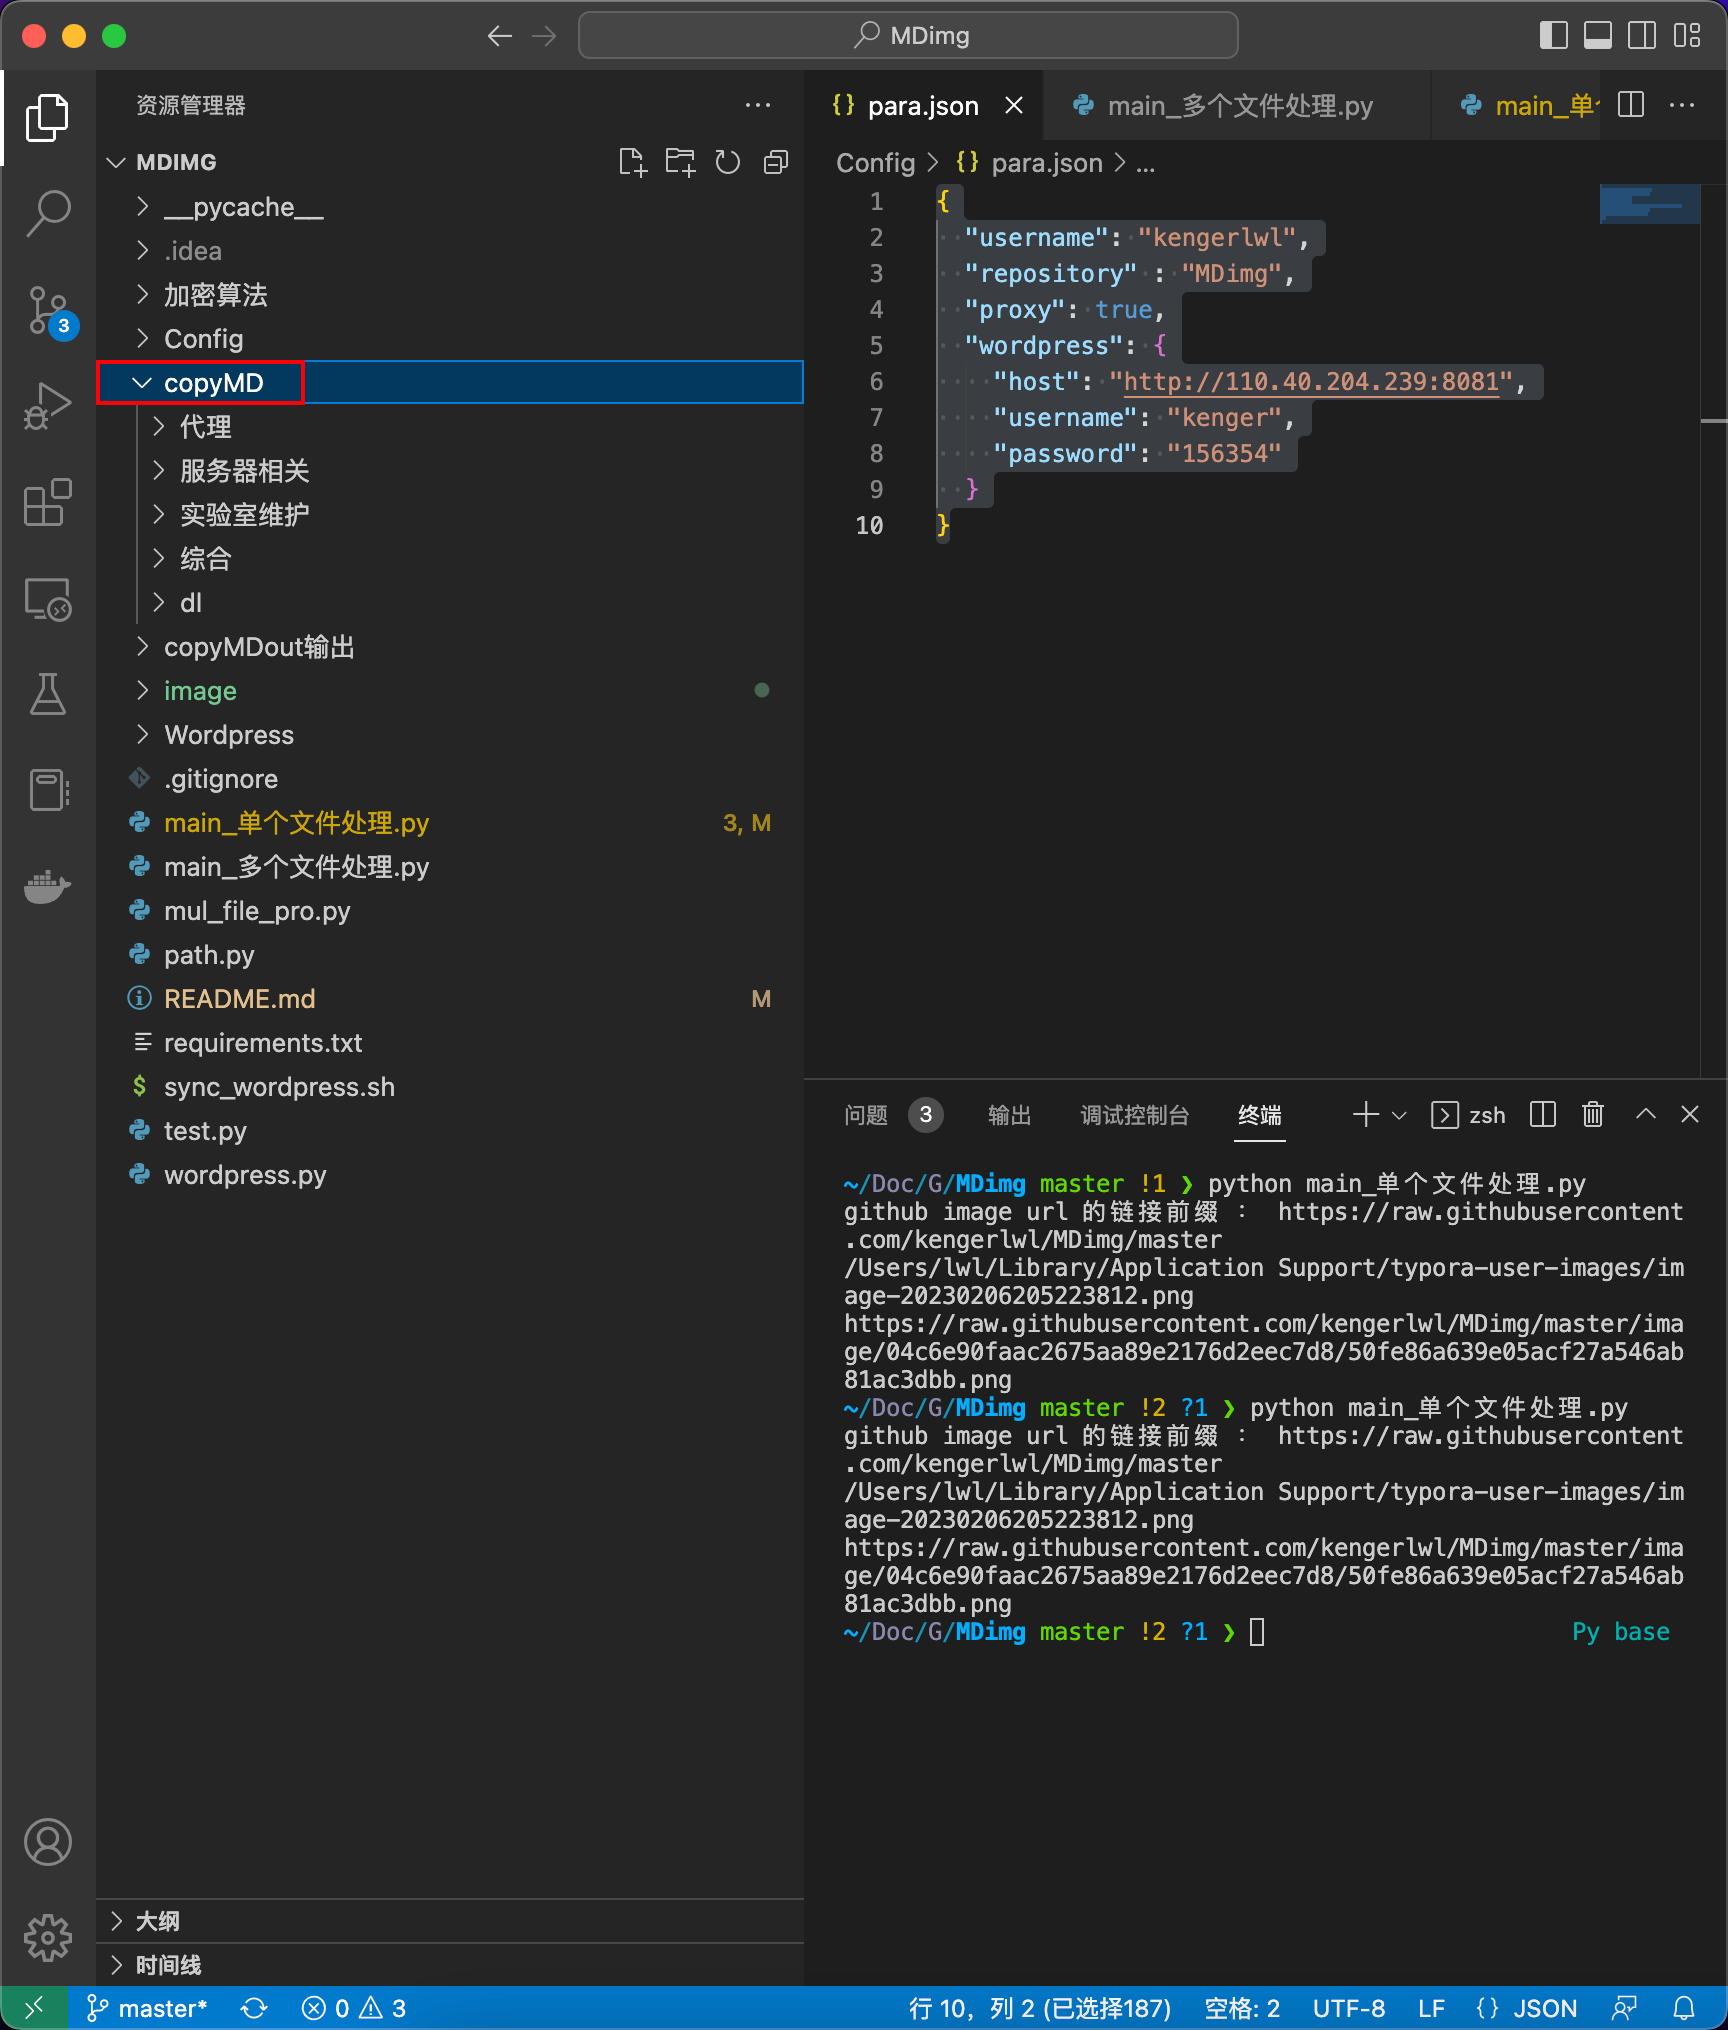 MDimg
资源管理器
MDIMG
__pycache__
.idea
加密算法
Config
copyMD
代理
服务器相关
实验室维护
综合
dl
copyMDout输出
image
Wordpress
.gitignore
main_单个文件处理.py 3, M
main_多个文件处理.py
mul_file_pro.py
path.py
README.md M
requirements.txt
sync_wordpress.sh
test.py
wordpress.py
大纲
时间线
3
{} para.json main_多个文件处理.py main_单个
Config > {} para.json > ...
1 {
2 "username": "kengerlwl",
3 "repository" : "MDimg",
4 "proxy": true,
5 "wordpress": {
6 "host": "http://110.40.204.239:8081",
7 "username": "kenger",
8 "password": "156354"
9 }
10 }
问题 3 输出 调试控制台 终端 zsh
~/Doc/G/MDimg master !1 ❯ python main_单个文件处理.py
github image url 的链接前缀 : https://raw.githubusercontent
.com/kengerlwl/MDimg/master
/Users/lwl/Library/Application Support/typora-user-images/im
age-20230206205223812.png
https://raw.githubusercontent.com/kengerlwl/MDimg/master/ima
ge/04c6e90faac2675aa89e2176d2eec7d8/50fe86a639e05acf27a546ab
81ac3dbb.png
~/Doc/G/MDimg master !2 ?1 ❯ python main_单个文件处理.py
github image url 的链接前缀 : https://raw.githubusercontent
.com/kengerlwl/MDimg/master
/Users/lwl/Library/Application Support/typora-user-images/im
age-20230206205223812.png
https://raw.githubusercontent.com/kengerlwl/MDimg/master/ima
ge/04c6e90faac2675aa89e2176d2eec7d8/50fe86a639e05acf27a546ab
81ac3dbb.png
~/Doc/G/MDimg master !2 ?1 ❯ Py base
master* 0 3 行 10，列 2 (已选择187) 空格: 2 UTF-8 LF {} JSON